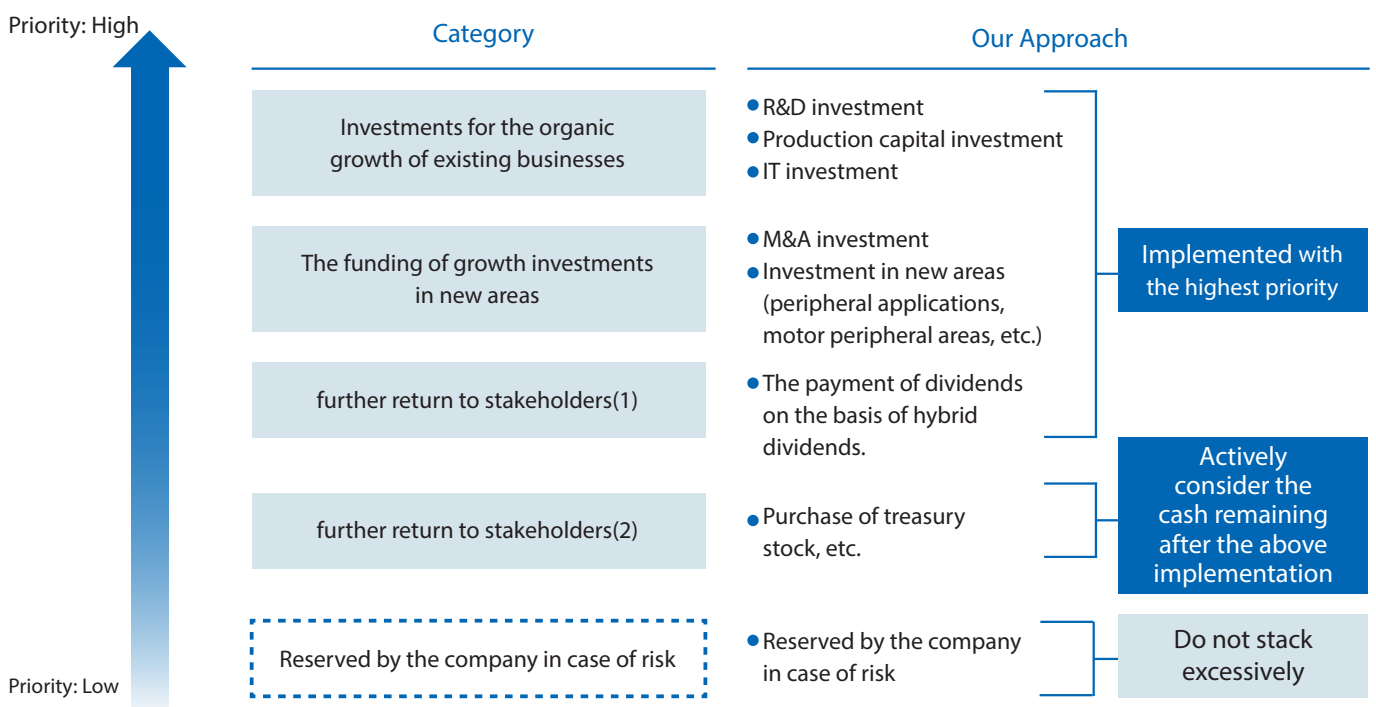 Priority: High
Category
Our Approach
Investments for the organic
growth of existing businesses
R&D investment
Production capital investment
IT investment
The funding of growth investments
in new areas
M&A investment
Investment in new areas
(peripheral applications,
motor peripheral areas, etc.)
Implemented with
the highest priority
further return to stakeholders(1)
The payment of dividends
on the basis of hybrid
dividends.
further return to stakeholders(2)
Purchase of treasury
stock, etc.
Actively
consider the
cash remaining
after the above
implementation
Reserved by the company in case of risk
Reserved by the company
in case of risk
Do not stack
excessively
Priority: Low